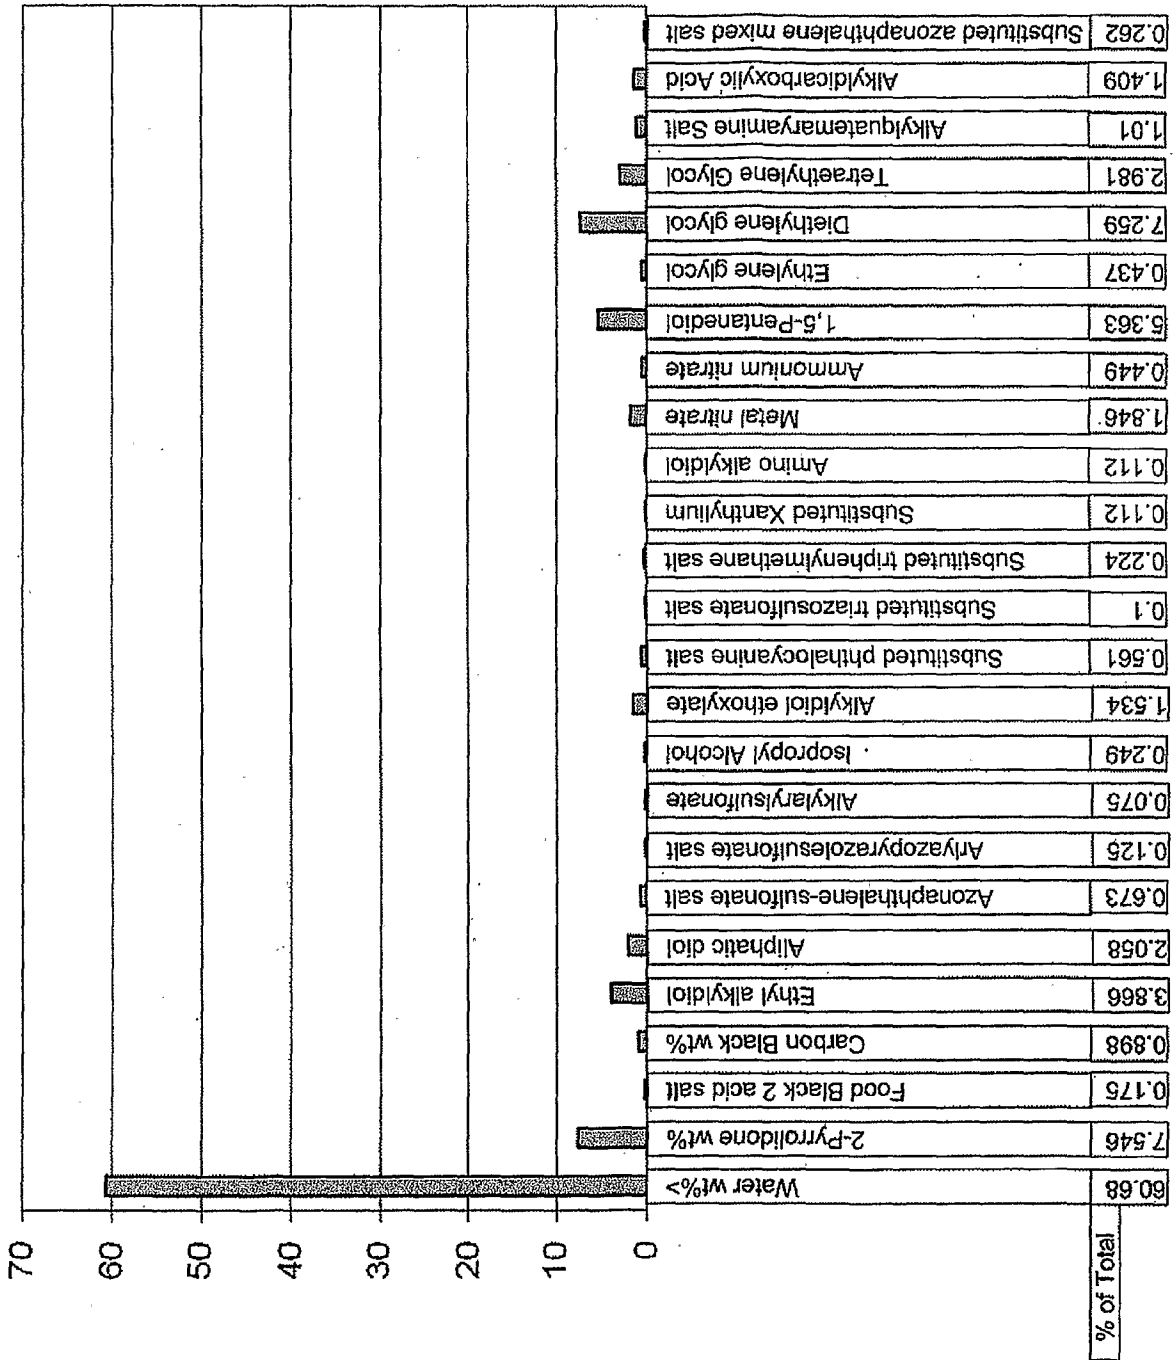 70
60
50
40
30
20
10
0
% of Total
Water wt%> 60.68
2-Pyrrolidone wt% 7.546
Food Black 2 acid salt 0.175
Carbon Black wt% 0.898
Ethyl alkyldiol 3.866
Aliphatic diol 2.058
Azonaphthalene-sulfonate salt 0.673
Arlyazopyrazolesulfonate salt 0.125
Alkylarylsulfonate 0.075
Isopropyl Alcohol 0.249
Alkyldiol ethoxylate 1.534
Substituted phthalocyanine salt 0.561
Substituted triazosulfonate salt 0.1
Substituted triphenylmethane salt 0.224
Substituted Xanthylium 0.112
Amino alkyldiol 0.112
Metal nitrate 1.846
Ammonium nitrate 0.449
1,5-Pentanediol 5.363
Ethylene glycol 0.437
Diethylene glycol 7.259
Tetraethylene Glycol 2.981
Alkylquatemaryamine Salt 1.01
Alkyldicarboxylic Acid 1.409
Substituted azonaphthalene mixed salt 0.262